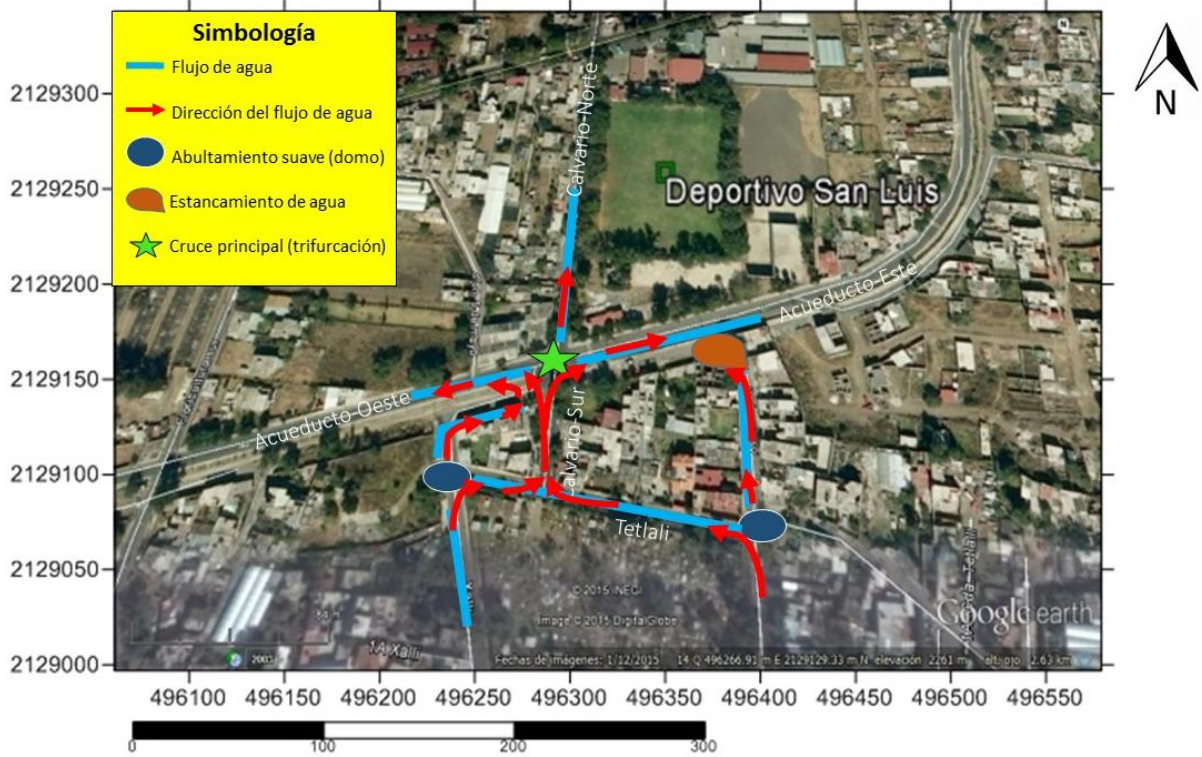 Simbología
Flujo de agua
Dirección del flujo de agua
Abultamiento suave (domo)
Estancamiento de agua
Cruce principal (trifurcación)
N
2129300
2129250
2129200
2129150
2129100
2129050
2129000
Calvario-Norte
Deportivo San Luis
Acueducto-Este
Acueducto-Oeste
Calvario-Sur
Tetlali
1A Xalli
© 2015 INEGI
Image © 2015 DigitalGlobe
Google earth
2003
Fechas de imágenes: 1/12/2015 14 Q 496266.91 m E 2129129.33 m N elevación 2261 m alt. ojo 2.63 km
496100 496150 496200 496250 496300 496350 496400 496450 496500 496550
0 100 200 300